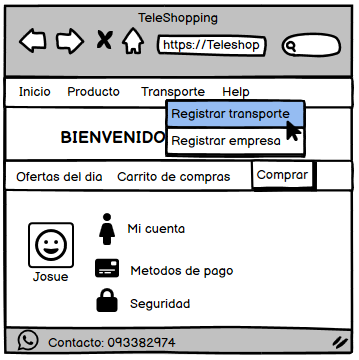 TeleShopping
https://Teleshop
Inicio Producto Transporte Help
Registrar transporte
BIENVENIDO
Registrar empresa
Ofertas del dia Carrito de compras Comprar
Mi cuenta
Josue
Metodos de pago
Seguridad
Contacto: 093382974